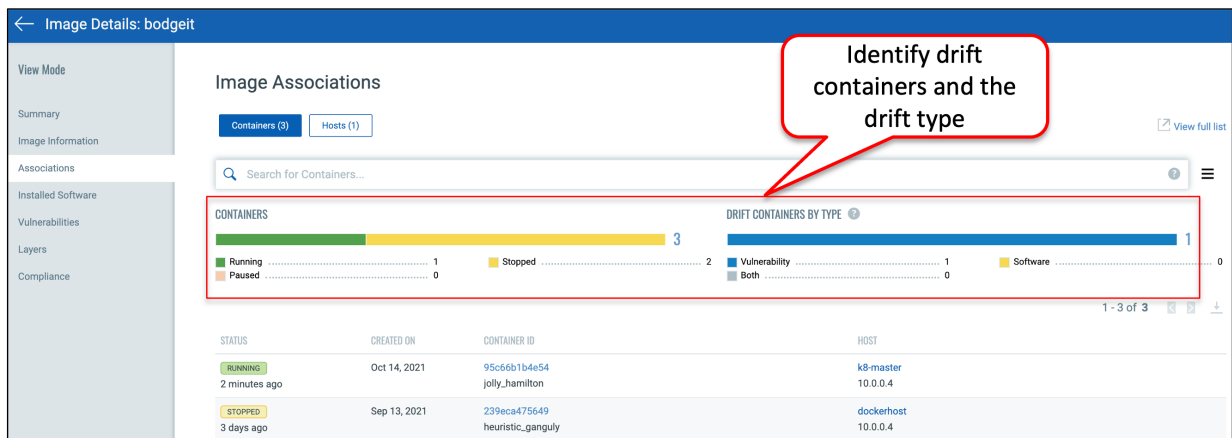 Image Details: bodgeit
View Mode
Summary
Image Information
Associations
Installed Software
Vulnerabilities
Layers
Compliance
Image Associations
Containers (3) Hosts (1)
View full list
Identify drift
containers and the
drift type
Search for Containers...
CONTAINERS
3
Running 1 Stopped 2
Paused 0
DRIFT CONTAINERS BY TYPE
1
Vulnerability 1 Software 0
Both 0
1 - 3 of 3
STATUS CREATED ON CONTAINER ID HOST
RUNNING Oct 14, 2021 95c66b1b4e54 k8-master
2 minutes ago jolly_hamilton 10.0.0.4
STOPPED Sep 13, 2021 239eca475649 dockerhost
3 days ago heuristic_ganguly 10.0.0.4